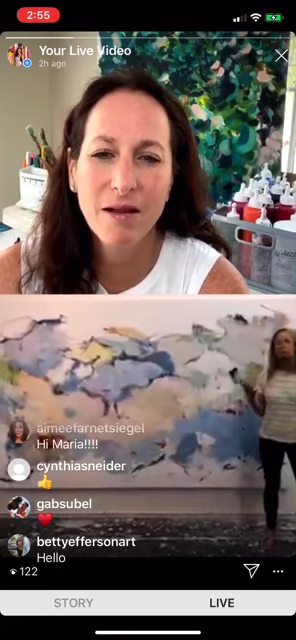 2:55
Your Live Video
2h ago
aimeefarnetsiegel
Hi Maria!!!!
cynthiasneider
👍
gabsubel
❤️
bettyeffersonart
Hello
122
STORY LIVE